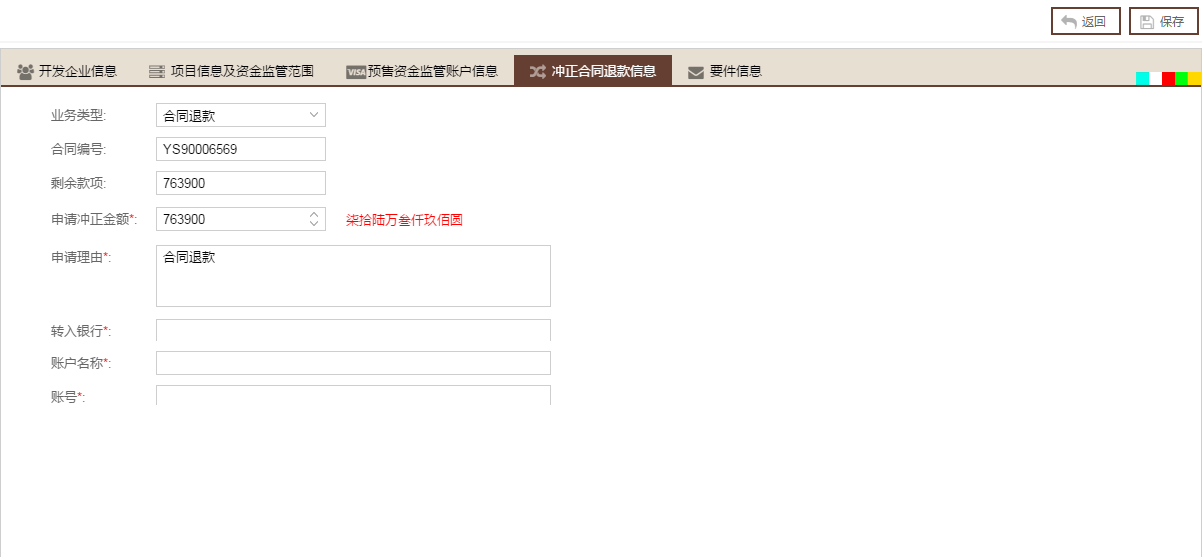 返回 保存
开发企业信息 项目信息及资金监管范围 VISA 预售资金监管账户信息 冲正合同退款信息 要件信息
业务类型: 合同退款
合同编号: YS90006569
剩余款项: 763900
申请冲正金额*: 763900 柒拾陆万叁仟玖佰圆
申请理由*: 合同退款
转入银行*:
账户名称*:
账号*: